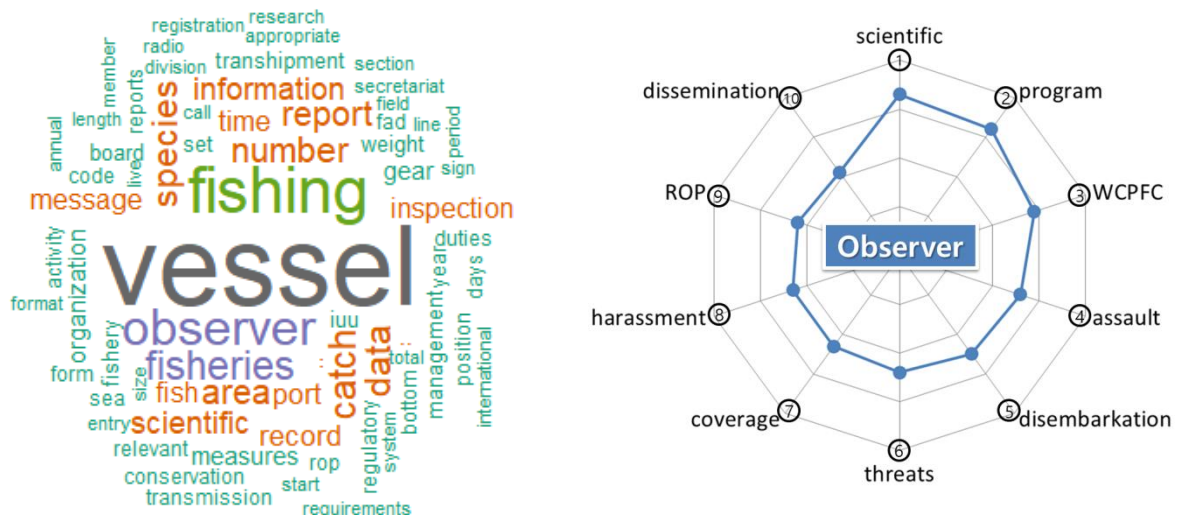 research
registration appropriate
radio
member division transhipment section
reports information secretariat
species call field
length time report fad line period
annual board lived set number weight
code gear sign
message fishing inspection
vessel
activity organization duties
format year days
observer iuu management
fishery fisheries catch data total position international
form size fish area port bottom
sea
entry scientific record regulatory system
relevant measures rop
conservation start
transmission
requirements
scientific
1
dissemination 10 2 program
ROP 9 3 WCPFC
Observer
harassment 8 4 assault
coverage 7 5 disembarkation
6
threats